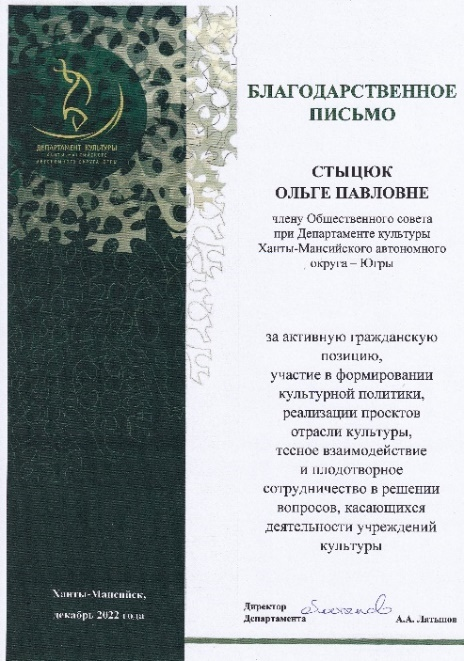 ДЕПАРТАМЕНТ КУЛЬТУРЫ
ХАНТЫ-МАНСИЙСКОГО
АВТОНОМНОГО ОКРУГА-ЮГРЫ
БЛАГОДАРСТВЕННОЕ
ПИСЬМО
СТЫЦЮК
ОЛЬГЕ ПАВЛОВНЕ
члену Общественного совета
при Департаменте культуры
Ханты-Мансийского автономного
округа – Югры
за активную гражданскую
позицию,
участие в формировании
культурной политики,
реализации проектов
отрасли культуры,
тесное взаимодействие
и плодотворное
сотрудничество в решении
вопросов, касающихся
деятельности учреждений
культуры
Ханты-Мансийск,
декабрь 2022 года
Директор
Департамента
А.А. Латыпов